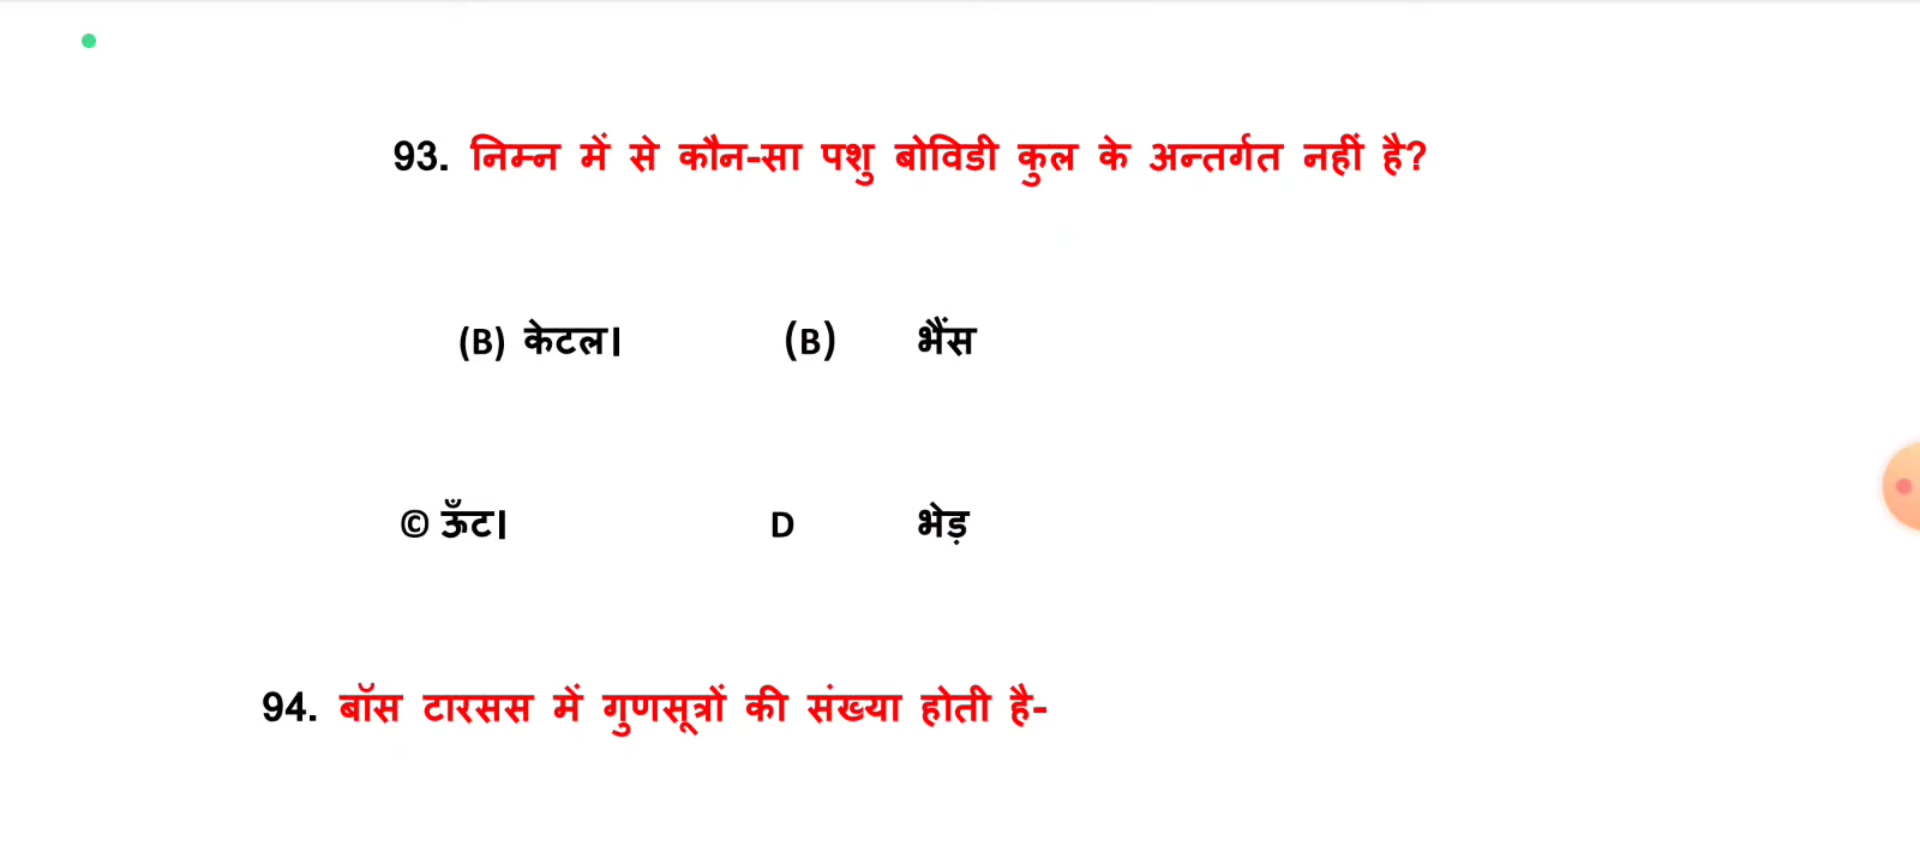 93. निम्न में से कौन-सा पशु बोविडी कुल के अन्तर्गत नहीं है?
(B) केटल। (B) भैंस
© ऊँट। D भेड़
94. बॉस टारसस में गुणसूत्रों की संख्या होती है-